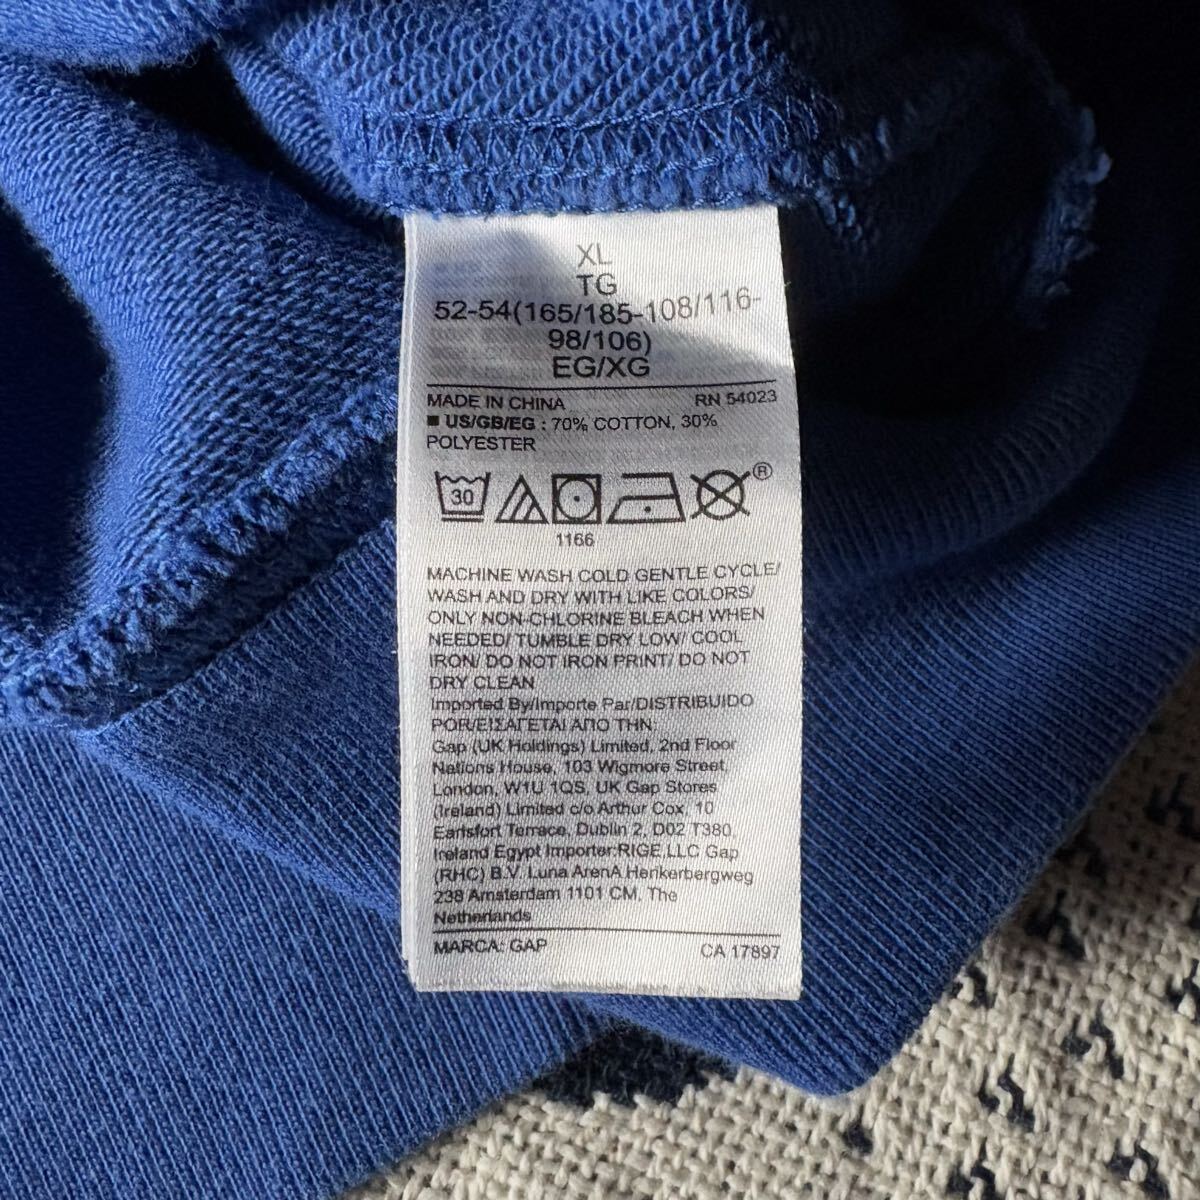 XL
TG
52-54(165/185-108/116-
98/106)
EG/XG
MADE IN CHINA RN 54023
■ US/GB/EG : 70% COTTON, 30%
POLYESTER
30 ®
1166
MACHINE WASH COLD GENTLE CYCLE/
WASH AND DRY WITH LIKE COLORS/
ONLY NON-CHLORINE BLEACH WHEN
NEEDED/ TUMBLE DRY LOW/ COOL
IRON/ DO NOT IRON PRINT/ DO NOT
DRY CLEAN
Imported By/Importe Par/DISTRIBUIDO
POR/ΕΙΣΑΓΕΤΑΙ ΑΠΟ ΤΗΝ:
Gap (UK Holdings) Limited, 2nd Floor
Nations House, 103 Wigmore Street,
London, W1U 1QS, UK Gap Stores
(Ireland) Limited c/o Arthur Cox, 10
Earlsfort Terrace, Dublin 2, D02 T380,
Ireland Egypt Importer:RIGE,LLC Gap
(RHC) B.V. Luna ArenA Herikerbergweg
238 Amsterdam 1101 CM, The
Netherlands
MARCA: GAP CA 17897